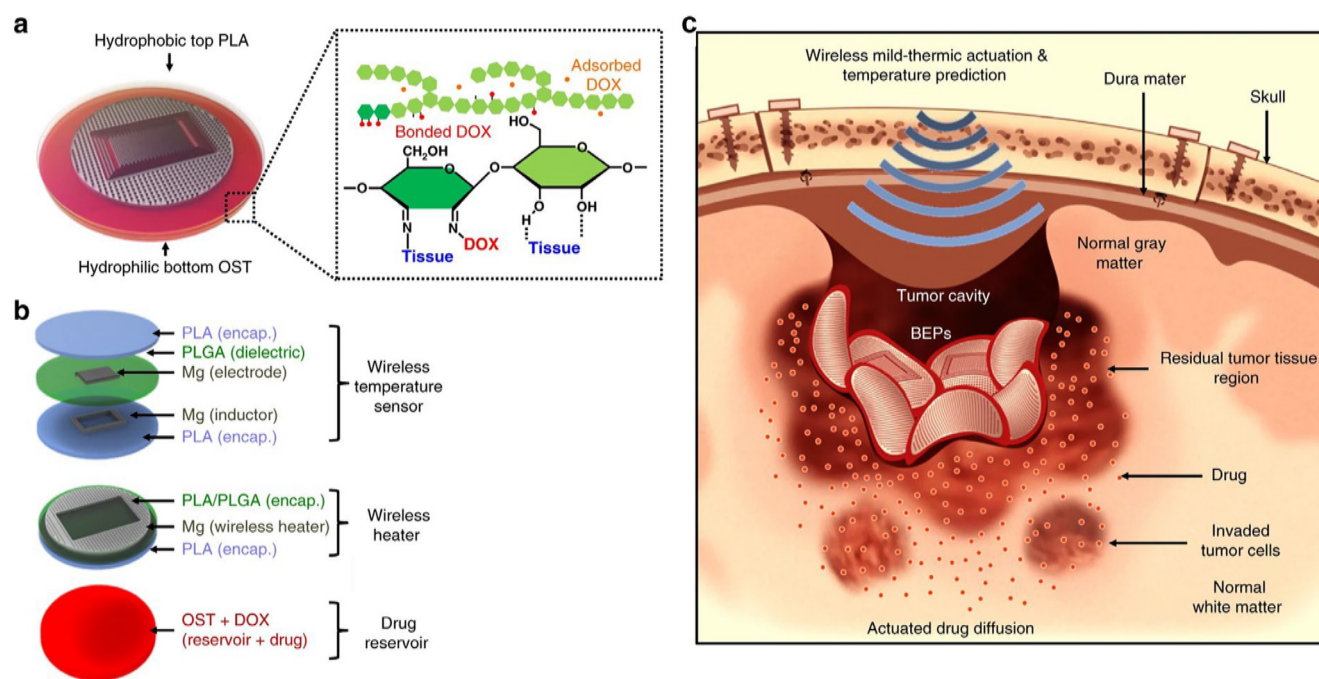 a
Hydrophobic top PLA
Hydrophilic bottom OST
Adsorbed
DOX
Bonded DOX
HO
CH2OH
O
O
O
O
O
N
N
H
OH
DOX
Tissue
Tissue
b
PLA (encap.)
PLGA (dielectric)
Mg (electrode)
Mg (inductor)
PLA (encap.)
Wireless
temperature
sensor
PLA/PLGA (encap.)
Mg (wireless heater)
PLA (encap.)
Wireless
heater
OST + DOX
(reservoir + drug)
Drug
reservoir
c
Wireless mild-thermic actuation &
temperature prediction
Dura mater
Skull
Normal gray
matter
Tumor cavity
BEPs
Residual tumor tissue
region
Drug
Invaded
tumor cells
Normal
white matter
Actuated drug diffusion